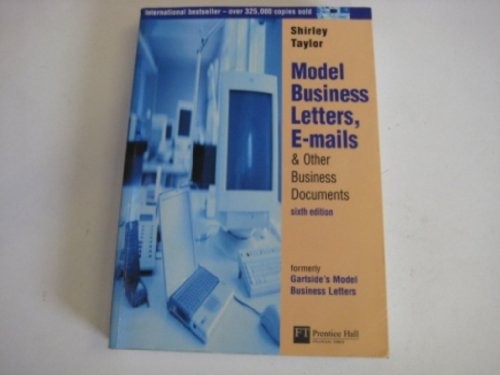 International bestseller – over 325,000 copies sold
Shirley
Taylor
Model
Business
Letters,
E-mails
& Other
Business
Documents
sixth edition
formerly
Gartside's Model
Business Letters
FT Prentice Hall